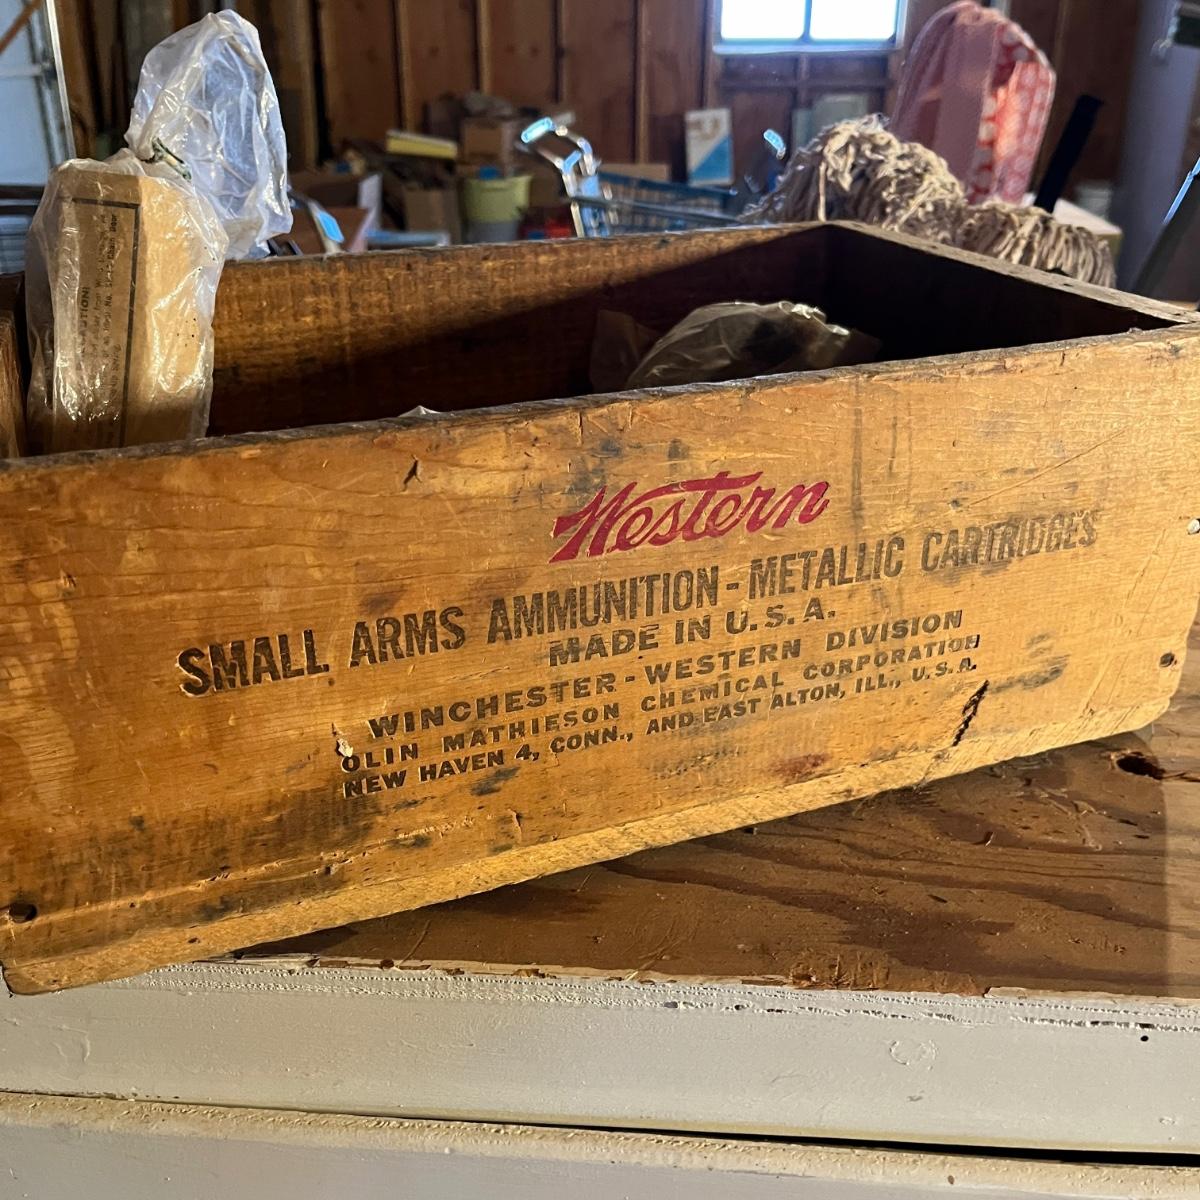 Western
SMALL ARMS AMMUNITION - METALLIC CARTRIDGES
MADE IN U.S.A.
WINCHESTER - WESTERN DIVISION
OLIN MATHIESON CHEMICAL CORPORATION
NEW HAVEN 4, CONN., AND EAST ALTON, ILL., U.S.A.